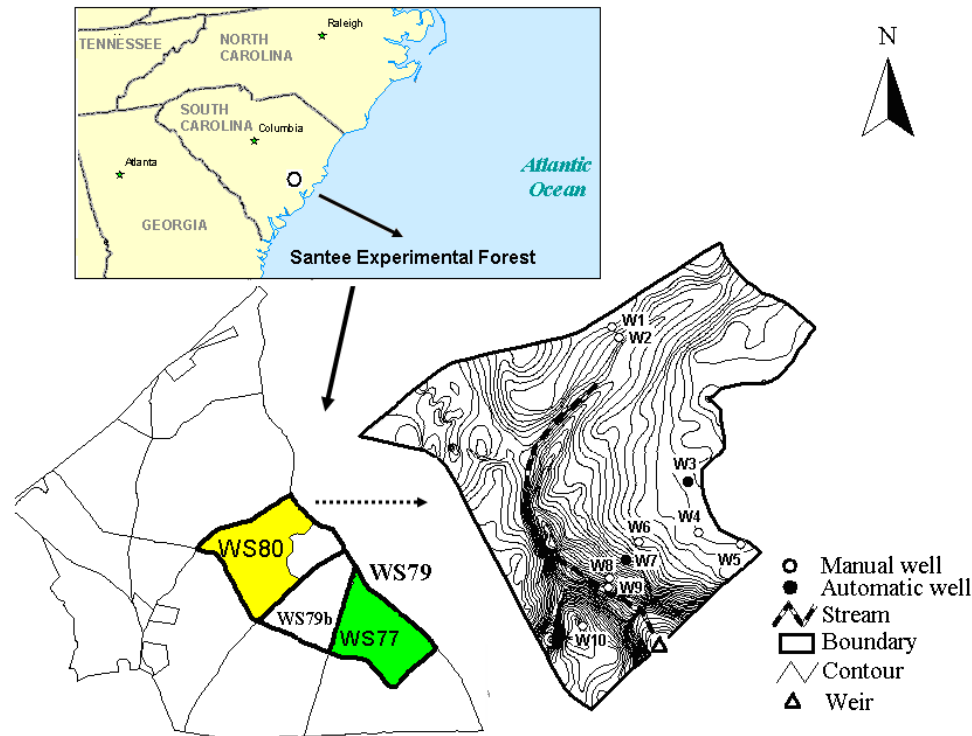 TENNESSEE
NORTH
CAROLINA
Raleigh
SOUTH
CAROLINA
Columbia
Atlanta
GEORGIA
Atlantic
Ocean
Santee Experimental Forest
N
WS80
WS79
WS79b
WS77
W1
W2
W3
W4
W5
W6
W7
W8
W9
W10
Manual well
Automatic well
Stream
Boundary
Contour
Weir